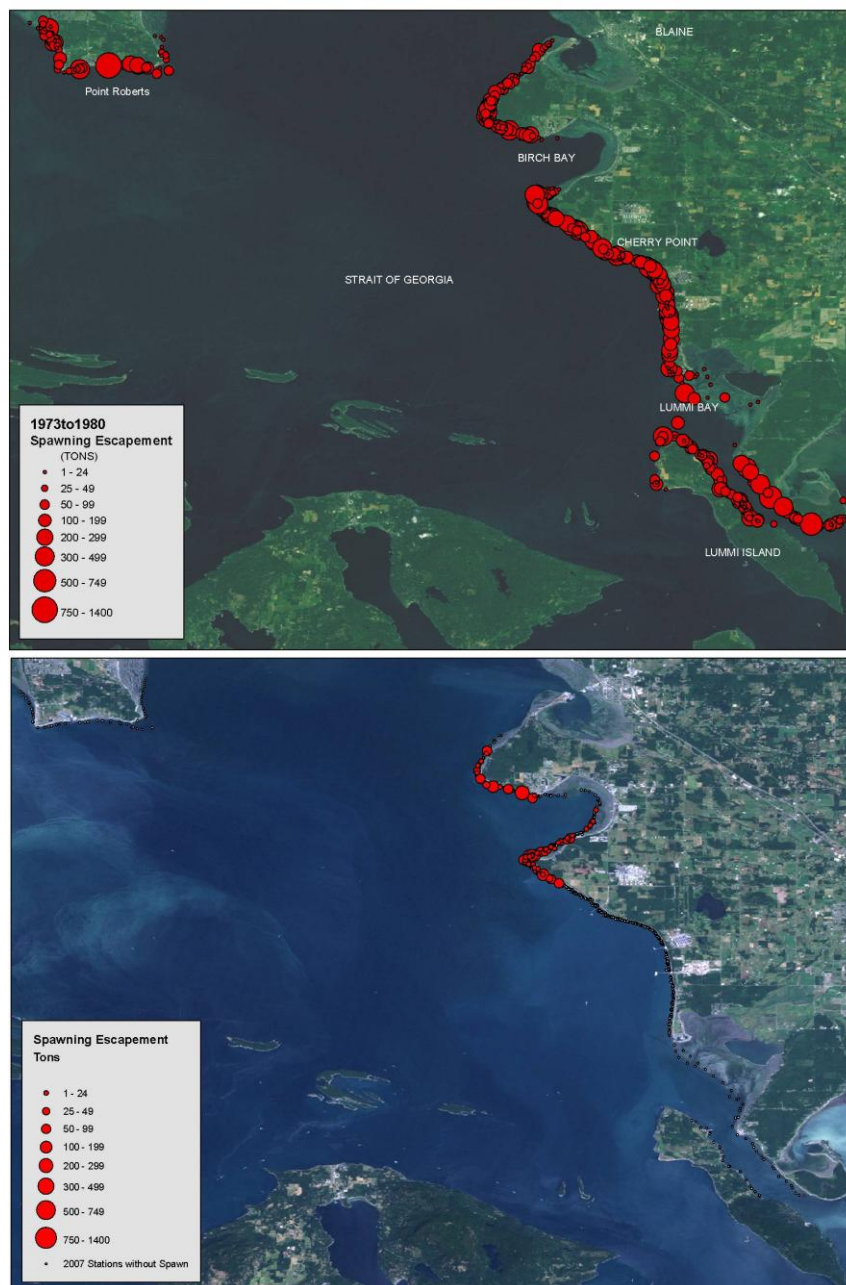 BLAINE
Point Roberts
BIRCH BAY
CHERRY POINT
STRAIT OF GEORGIA
LUMMI BAY
LUMMI ISLAND
1973to1980
Spawning Escapement
(TONS)
1 - 24
25 - 49
50 - 99
100 - 199
200 - 299
300 - 499
500 - 749
750 - 1400
Spawning Escapement
Tons
1 - 24
25 - 49
50 - 99
100 - 199
200 - 299
300 - 499
500 - 749
750 - 1400
2007 Stations without Spawn